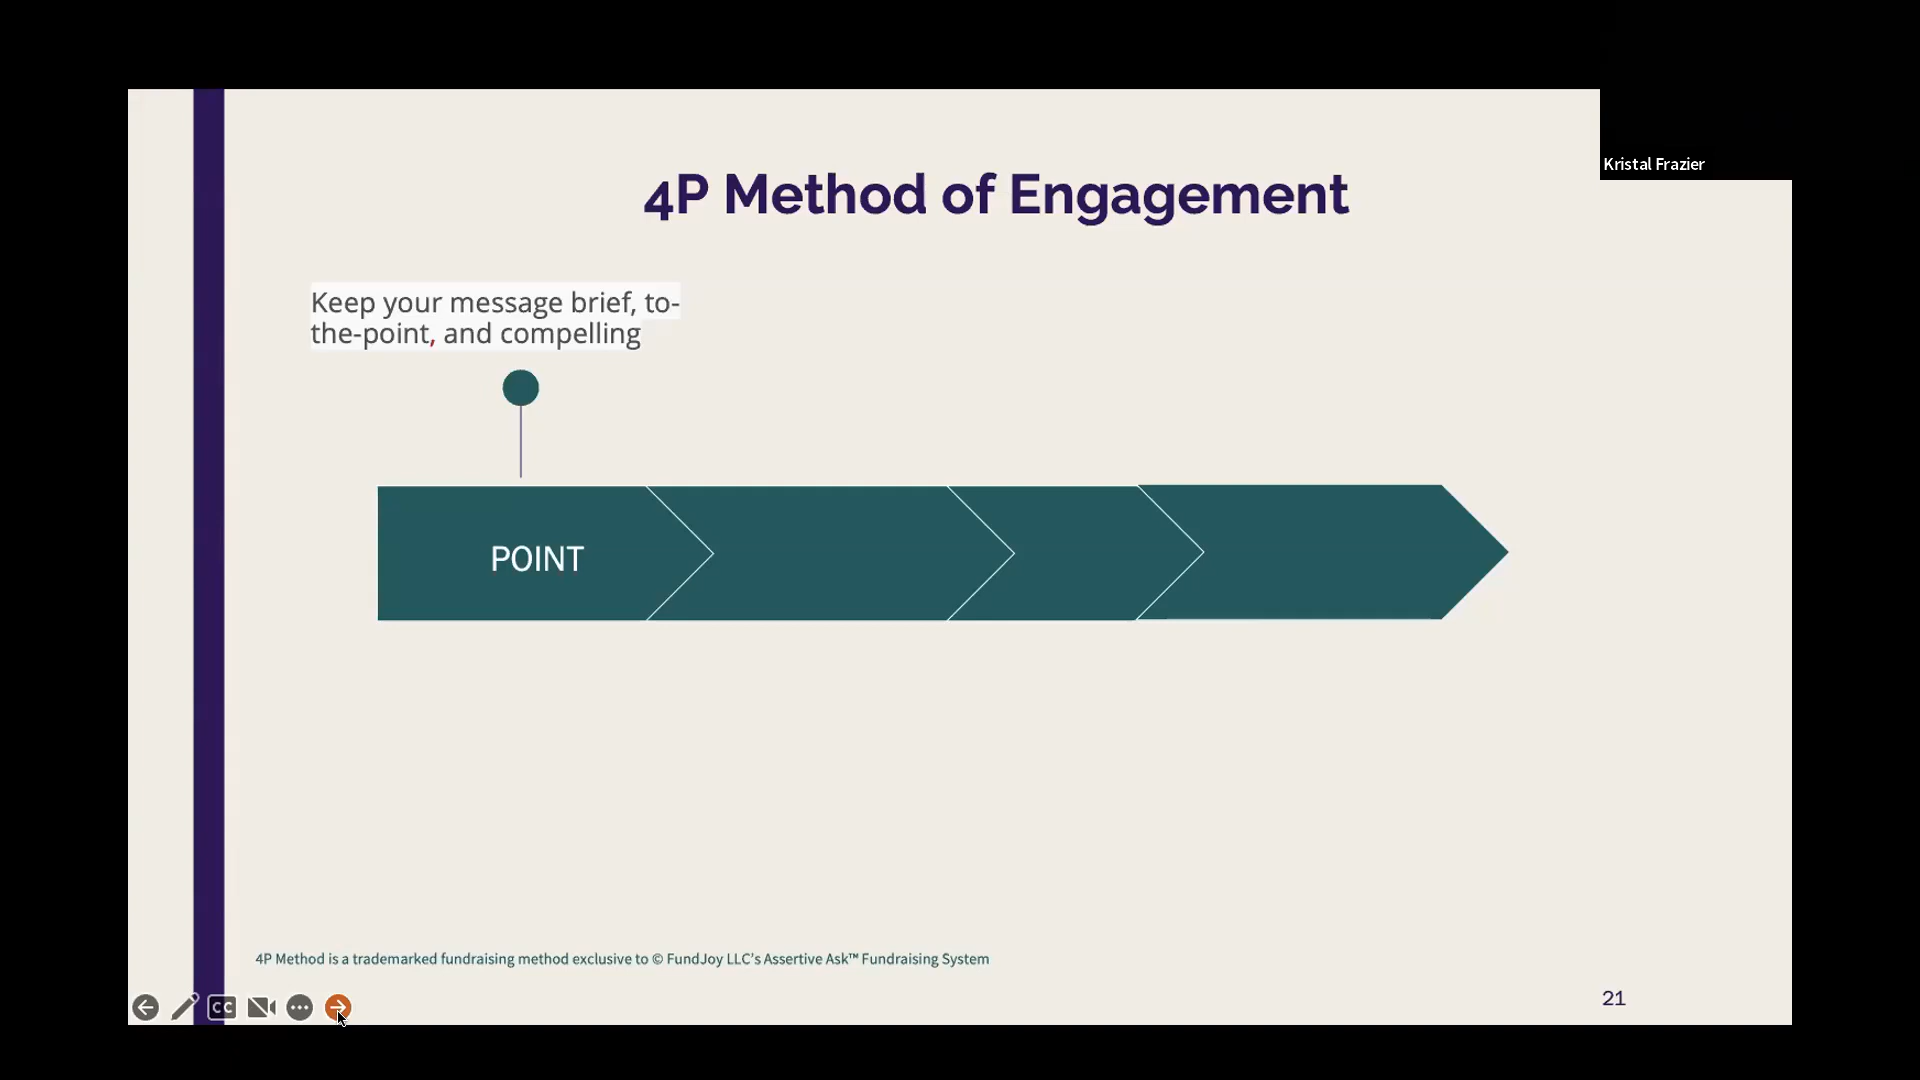 Kristal Frazier
4P Method of Engagement
Keep your message brief, to-
the-point, and compelling
POINT
4P Method is a trademarked fundraising method exclusive to © FundJoy LLC's Assertive Ask™ Fundraising System
CC
21